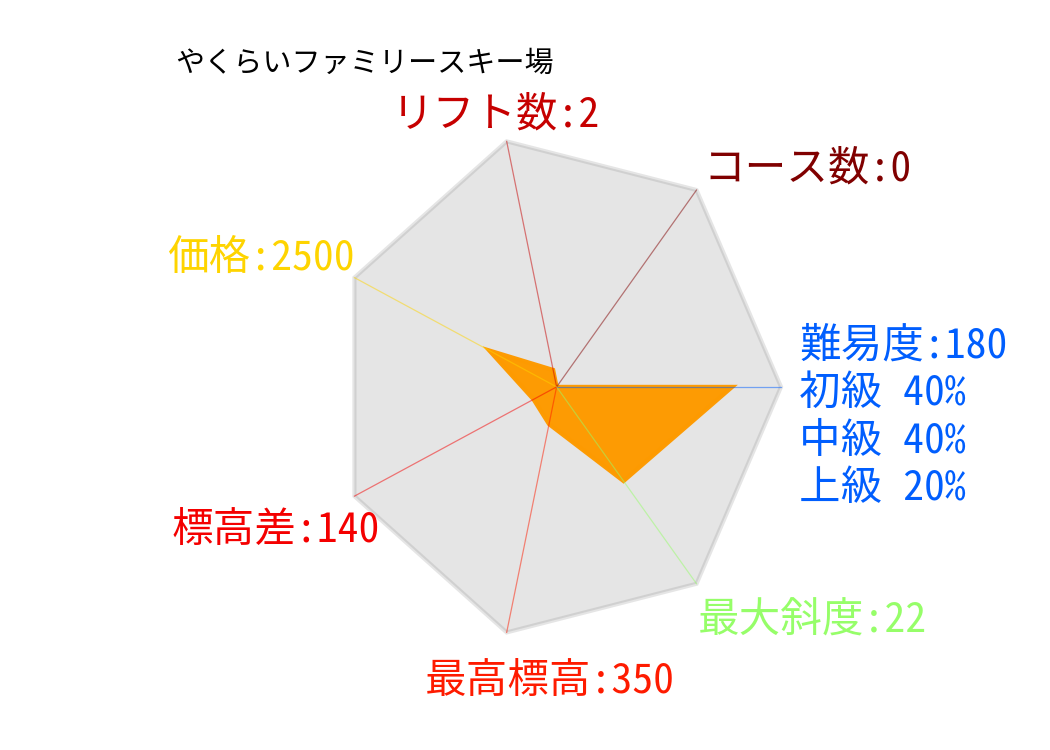 やくらいファミリースキー場
リフト数:2
コース数:0
価格:2500
難易度:180
初級 40%
中級 40%
上級 20%
標高差:140
最大斜度:22
最高標高:350